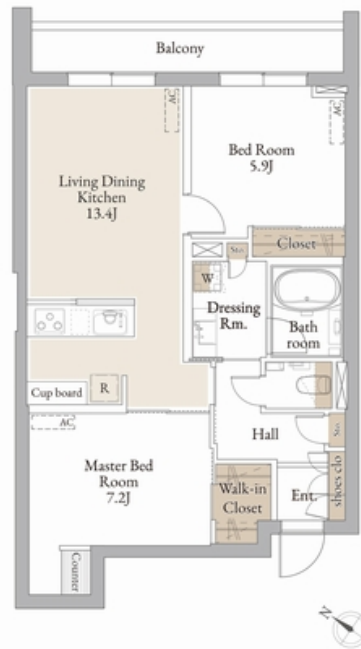 Balcony
AC
AC
Living Dining
Kitchen
13.4J
Bed Room
5.9J
Closet
Sto.
W
Dressing
Rm.
Bath
room
Cup board
R
AC
Hall
Sto.
Master Bed
Room
7.2J
Walk-in
Closet
Ent.
shoes clo
Counter
N